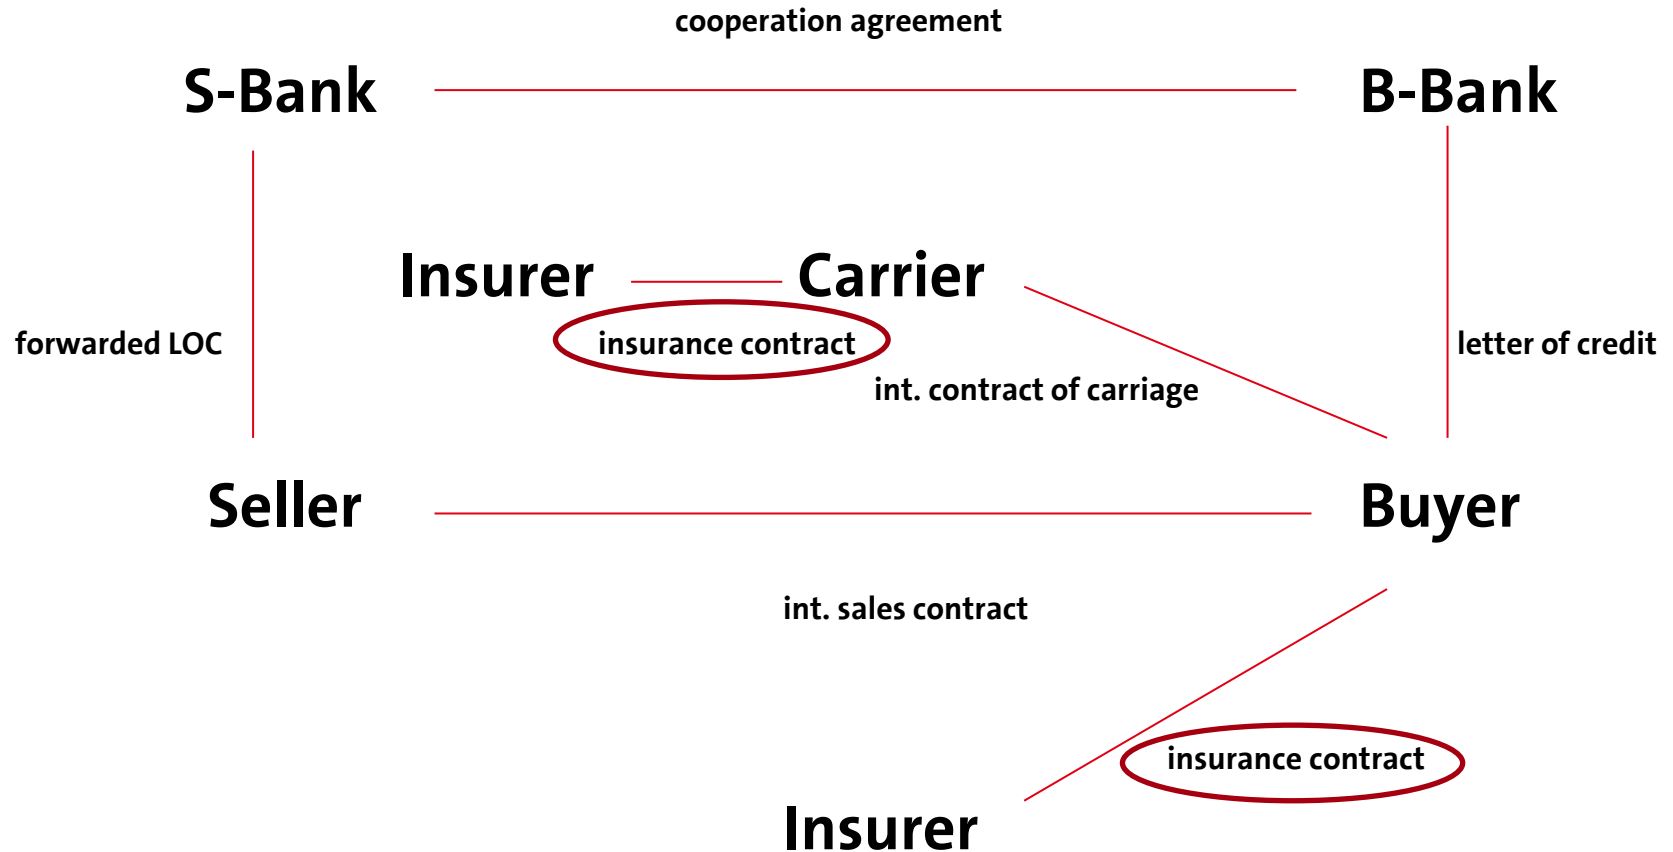 cooperation agreement
S-Bank
B-Bank
Insurer
Carrier
forwarded LOC
insurance contract
letter of credit
int. contract of carriage
Seller
Buyer
int. sales contract
insurance contract
Insurer